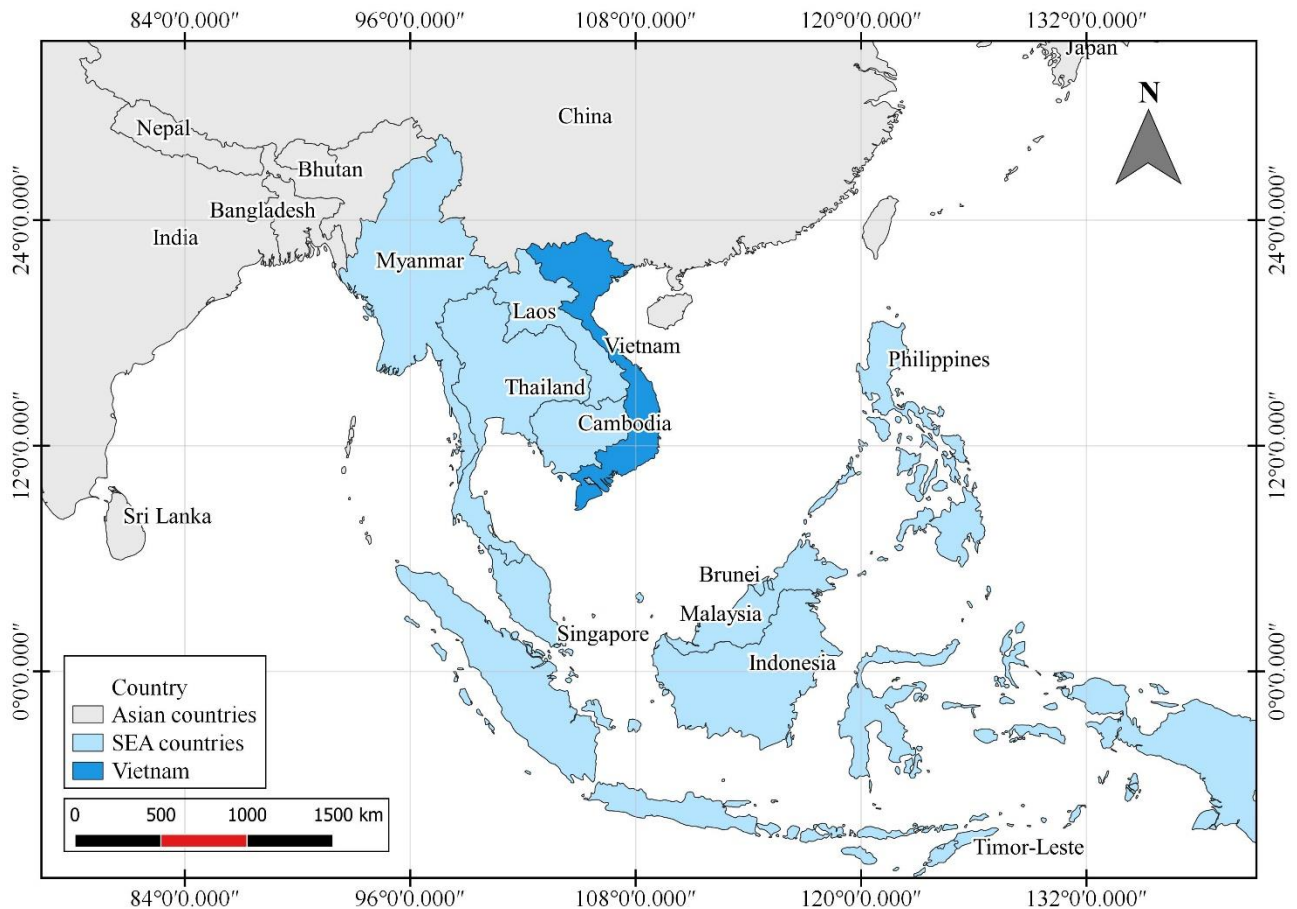 84°0'0.000" 96°0'0.000" 108°0'0.000" 120°0'0.000" 132°0'0.000"
Japan
N
China
Nepal
Bhutan
Bangladesh
India
24°0'0.000"
24°0'0.000"
Myanmar
Laos
Vietnam
Philippines
Thailand
Cambodia
12°0'0.000"
12°0'0.000"
Sri Lanka
Brunei
Malaysia
Singapore
Indonesia
0°0'0.000"
0°0'0.000"
Country
Asian countries
SEA countries
Vietnam
0 500 1000 1500 km
Timor-Leste
84°0'0.000" 96°0'0.000" 108°0'0.000" 120°0'0.000" 132°0'0.000"